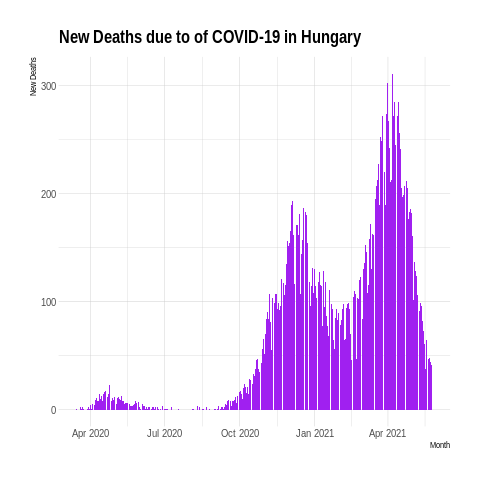 New Deaths due to of COVID-19 in Hungary
New Deaths
300
200
100
0
Apr 2020 Jul 2020 Oct 2020 Jan 2021 Apr 2021
Month